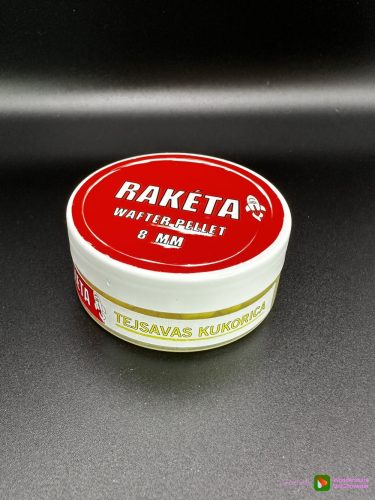 RAKÉTA
WAFTER PELLET
8 MM
TEJSAVAS KUKORICA